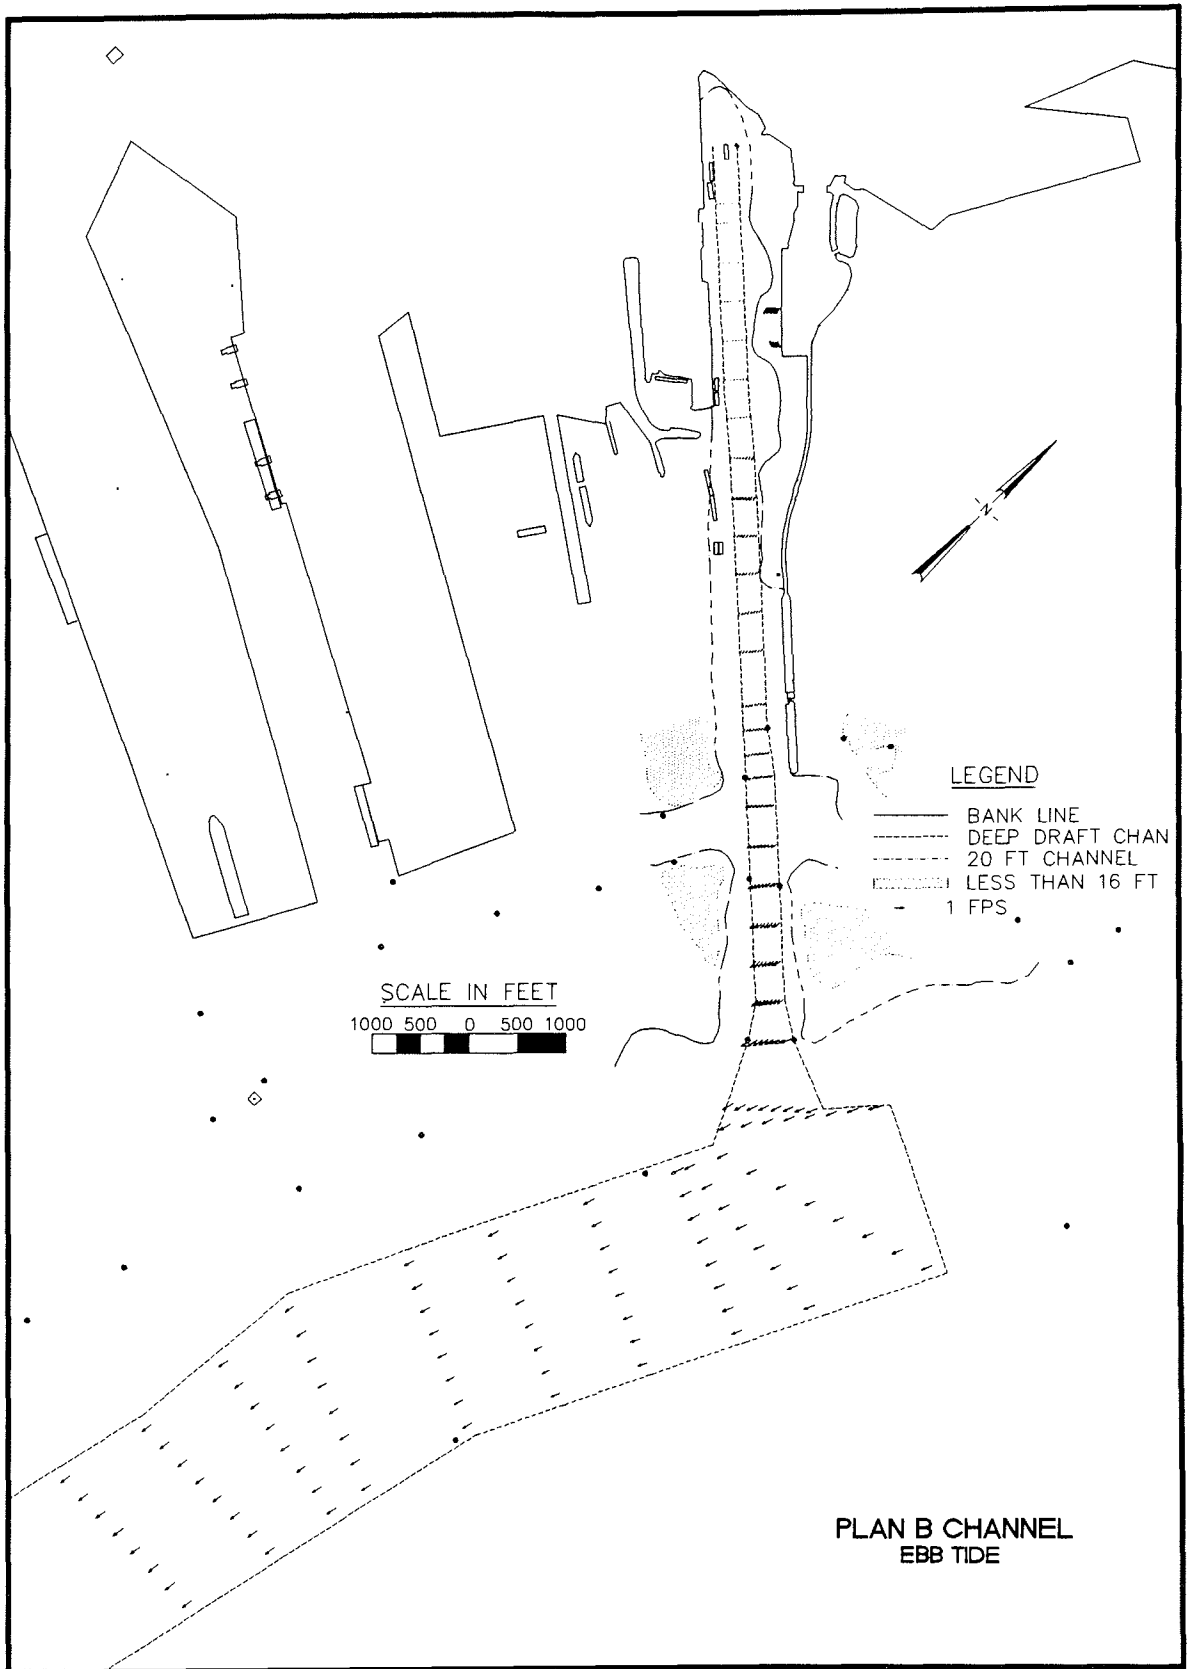 N
LEGEND
BANK LINE
DEEP DRAFT CHAN
20 FT CHANNEL
LESS THAN 16 FT
1 FPS
SCALE IN FEET
1000 500 0 500 1000
PLAN B CHANNEL
EBB TIDE